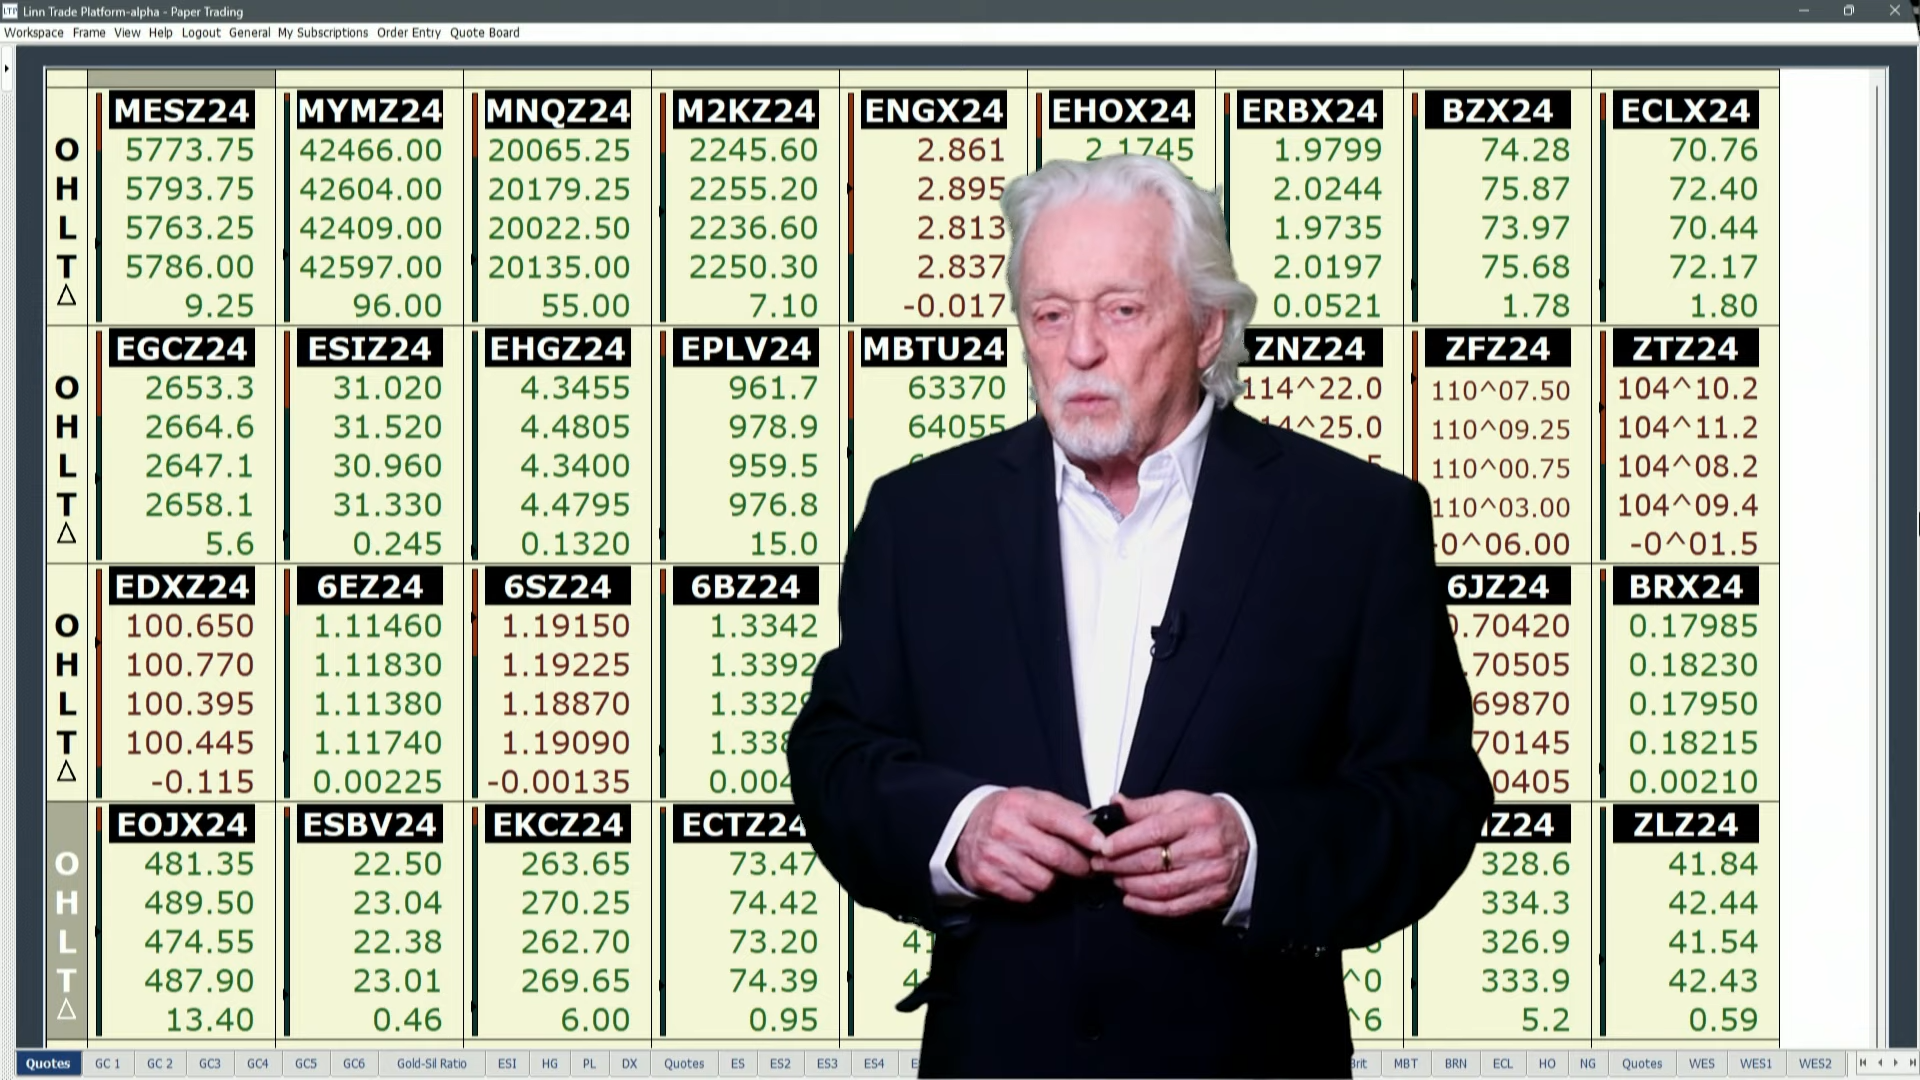 Linn Trade Platform-alpha - Paper Trading
Workspace Frame View Help Logout General My Subscriptions Order Entry Quote Board
MESZ24 MYMZ24 MNQZ24 M2KZ24 ENGX24 EHOX24 ERBX24 BZX24 ECLX24
O 5773.75 42466.00 20065.25 2245.60 2.861 2.1745 1.9799 74.28 70.76
H 5793.75 42604.00 20179.25 2255.20 2.895 2.0244 75.87 72.40
L 5763.25 42409.00 20022.50 2236.60 2.813 1.9735 73.97 70.44
T 5786.00 42597.00 20135.00 2250.30 2.837 2.0197 75.68 72.17
△ 9.25 96.00 55.00 7.10 -0.017 0.0521 1.78 1.80
EGCZ24 ESIZ24 EHGZ24 EPLV24 MBTU24 ZNZ24 ZFZ24 ZTZ24
O 2653.3 31.020 4.3455 961.7 63370 114^22.0 110^07.50 104^10.2
H 2664.6 31.520 4.4805 978.9 64055 110^09.25 104^11.2
L 2647.1 30.960 4.3400 959.5 110^00.75 104^08.2
T 2658.1 31.330 4.4795 976.8 110^03.00 104^09.4
△ 5.6 0.245 0.1320 15.0 -0^01.5
EDXZ24 6EZ24 6SZ24 6BZ24 6JZ24 BRX24
O 100.650 1.11460 1.19150 1.3342 0.17985
H 100.770 1.11830 1.19225 1.3392 0.18230
L 100.395 1.11380 1.18870 0.17950
T 100.445 1.11740 1.19090 0.18215
△ -0.115 0.00225 -0.00135 0.00210
EOJX24 ESBV24 EKCZ24 ECTZ24 ZLZ24
O 481.35 22.50 263.65 73.47 328.6 41.84
H 489.50 23.04 270.25 74.42 334.3 42.44
L 474.55 22.38 262.70 73.20 326.9 41.54
T 487.90 23.01 269.65 74.39 333.9 42.43
△ 13.40 0.46 6.00 0.95 5.2 0.59
Quotes GC 1 GC 2 GC3 GC4 GC5 GC6 Gold-Sil Ratio ESI HG PL DX Quotes ES ES2 ES3 ES4 MBT BRN ECL HO NG Quotes WES WES1 WES2